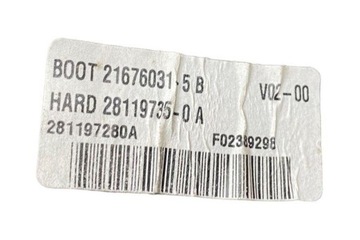 BOOT 21676031-5 B V02-00
HARD 28119735-0 A
281197280A F02389298